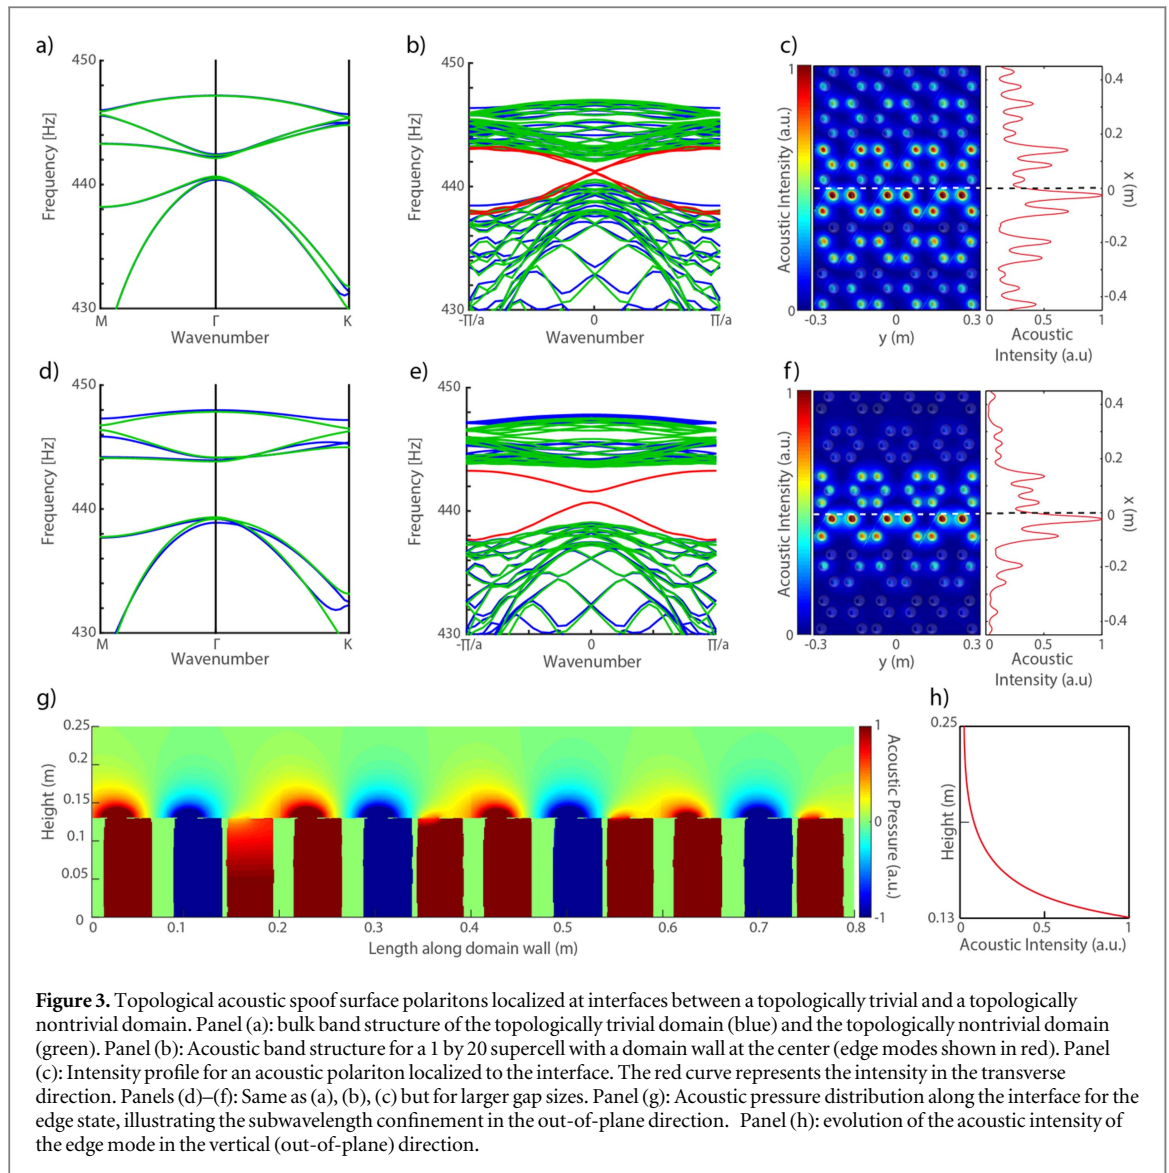 a)
450
440
430
Frequency [Hz]
M
Γ
K
Wavenumber
b)
450
440
430
Frequency [Hz]
-Π/a
0
Π/a
Wavenumber
c)
1
0
Acoustic Intensity (a.u.)
-0.3
0
0.3
y (m)
0.4
0.2
0
-0.2
-0.4
x (m)
0
0.5
1
Acoustic
Intensity (a.u)
d)
450
440
430
Frequency [Hz]
M
Γ
K
Wavenumber
e)
450
440
430
Frequency [Hz]
-Π/a
0
Π/a
Wavenumber
f)
1
0
Acoustic Intensity (a.u.)
-0.3
0
0.3
y (m)
0.4
0.2
0
-0.2
-0.4
x (m)
0
0.5
1
Acoustic
Intensity (a.u)
g)
0.25
0.2
0.15
0.1
0.05
0
Height (m)
0
0.1
0.2
0.3
0.4
0.5
0.6
0.7
0.8
Length along domain wall (m)
1
0
-1
Acoustic Pressure (a.u.)
h)
0.25
0.13
Height (m)
0
0.5
1
Acoustic Intensity (a.u.)
Figure 3. Topological acoustic spoof surface polaritons localized at interfaces between a topologically trivial and a topologically
nontrivial domain. Panel (a): bulk band structure of the topologically trivial domain (blue) and the topologically nontrivial domain
(green). Panel (b): Acoustic band structure for a 1 by 20 supercell with a domain wall at the center (edge modes shown in red). Panel
(c): Intensity profile for an acoustic polariton localized to the interface. The red curve represents the intensity in the transverse
direction. Panels (d)–(f): Same as (a), (b), (c) but for larger gap sizes. Panel (g): Acoustic pressure distribution along the interface for the
edge state, illustrating the subwavelength confinement in the out-of-plane direction. Panel (h): evolution of the acoustic intensity of
the edge mode in the vertical (out-of-plane) direction.